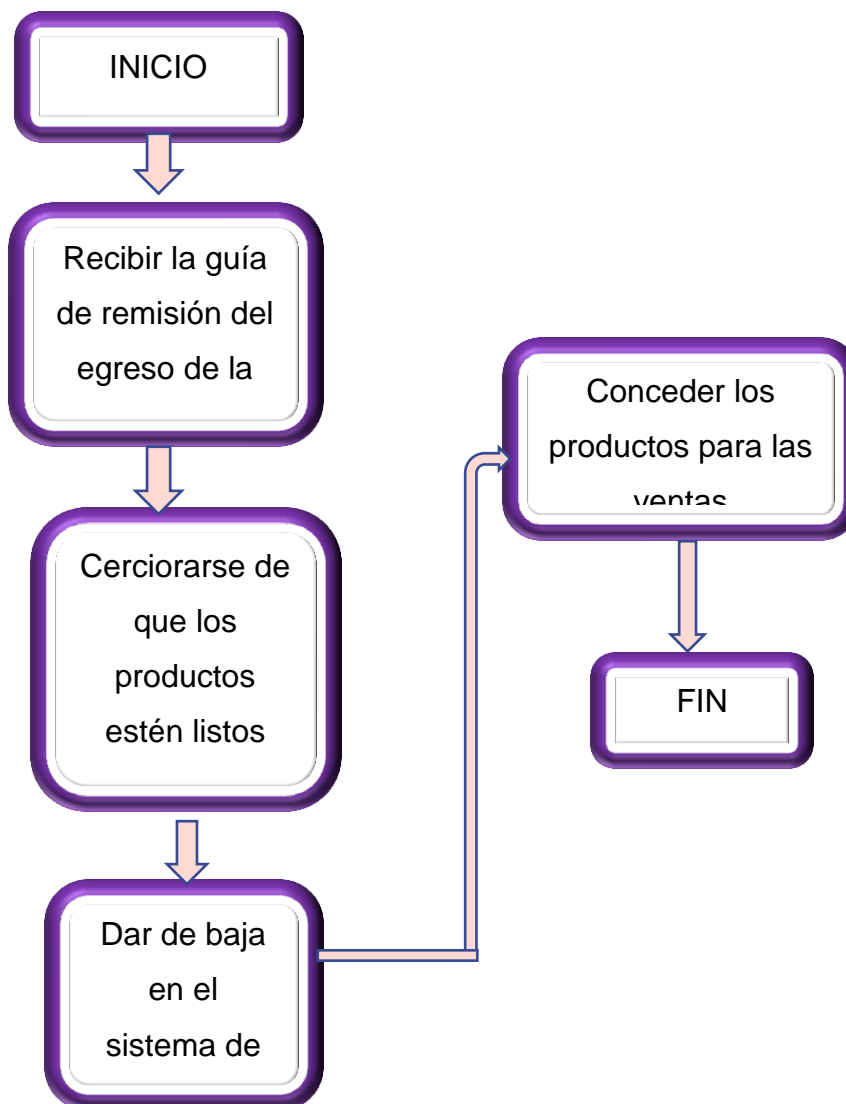 INICIO
Recibir la guía
de remisión del
egreso de la
Cerciorarse de
que los
productos
estén listos
Dar de baja
en el
sistema de
Conceder los
productos para las
ventas
FIN